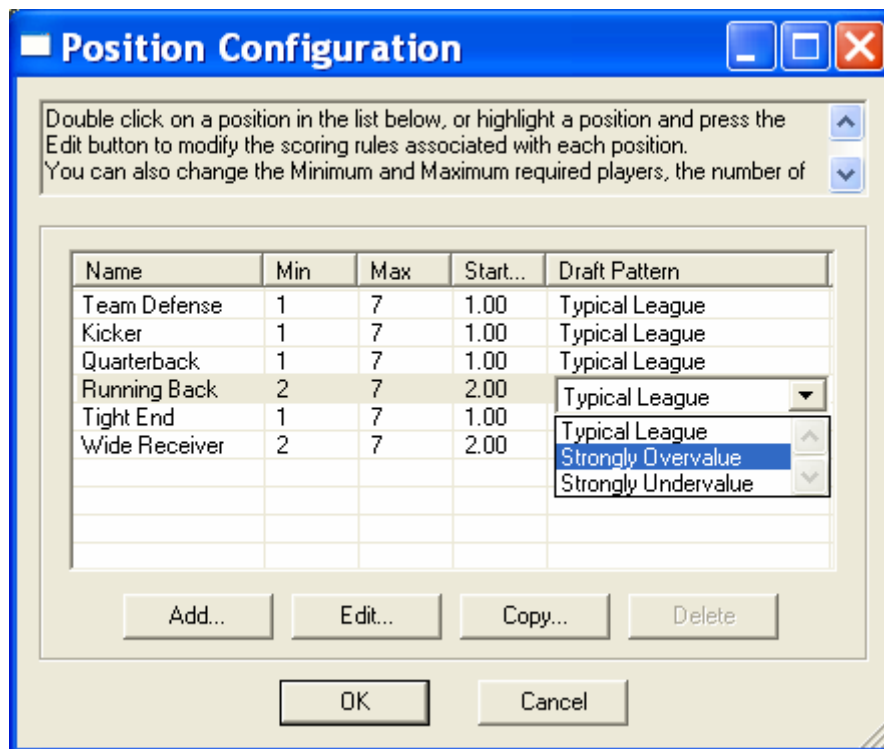 Position Configuration
Double click on a position in the list below, or highlight a position and press the
Edit button to modify the scoring rules associated with each position.
You can also change the Minimum and Maximum required players, the number of
Name Min Max Start... Draft Pattern
Team Defense 1 7 1.00 Typical League
Kicker 1 7 1.00 Typical League
Quarterback 1 7 1.00 Typical League
Running Back 2 7 2.00 Typical League
Tight End 1 7 1.00 Typical League
Wide Receiver 2 7 2.00 Strongly Overvalue
Strongly Undervalue
Add... Edit... Copy... Delete
OK Cancel